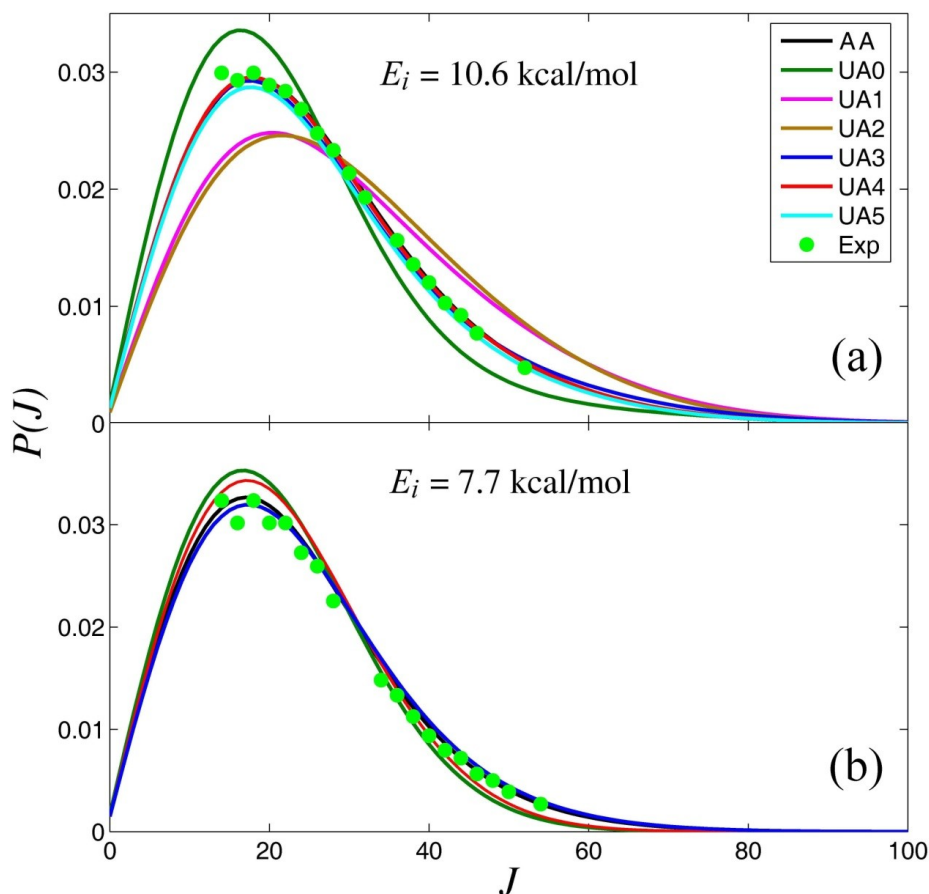 P(J)
0.03
0.02
0.01
0
E_i = 10.6 kcal/mol
AA
UA0
UA1
UA2
UA3
UA4
UA5
Exp
(a)
0.03
0.02
0.01
0
E_i = 7.7 kcal/mol
(b)
0 20 40 60 80 100
J